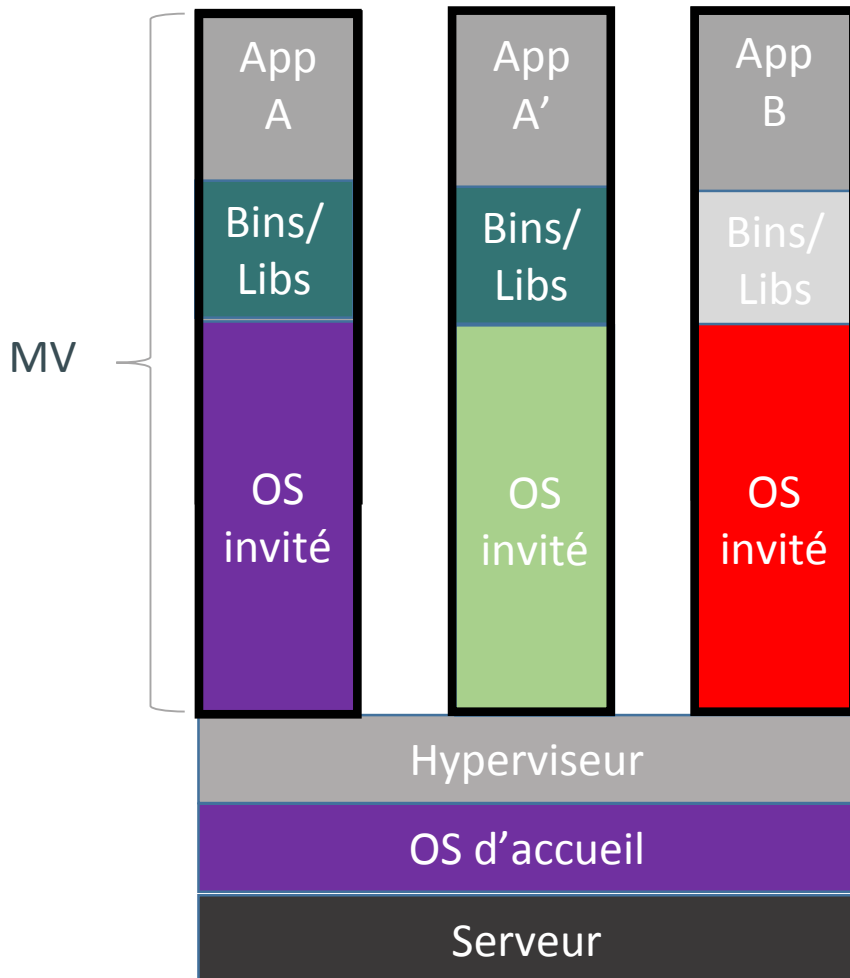 App
A
App
A’
App
B
Bins/
Libs
Bins/
Libs
Bins/
Libs
MV
OS
invité
OS
invité
OS
invité
Hyperviseur
OS d’accueil
Serveur